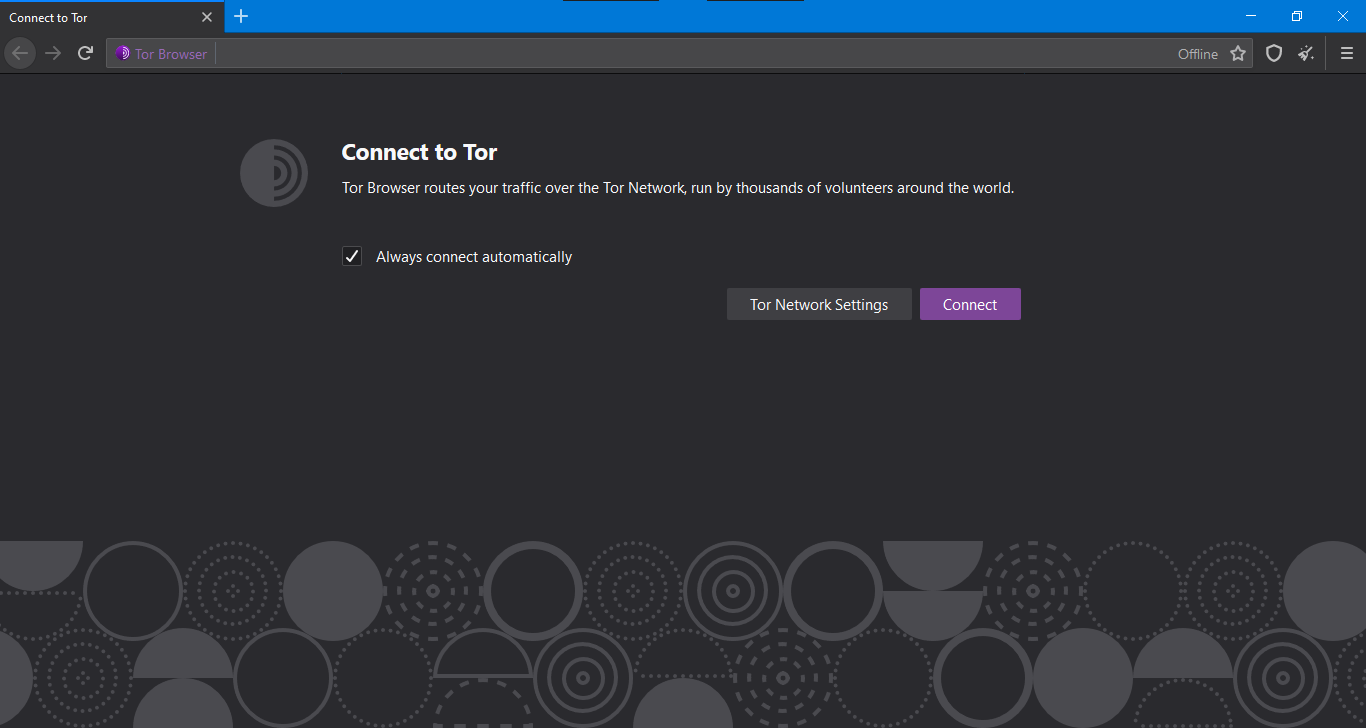 Connect to Tor
Tor Browser
Offline
Connect to Tor
Tor Browser routes your traffic over the Tor Network, run by thousands of volunteers around the world.
Always connect automatically
Tor Network Settings
Connect